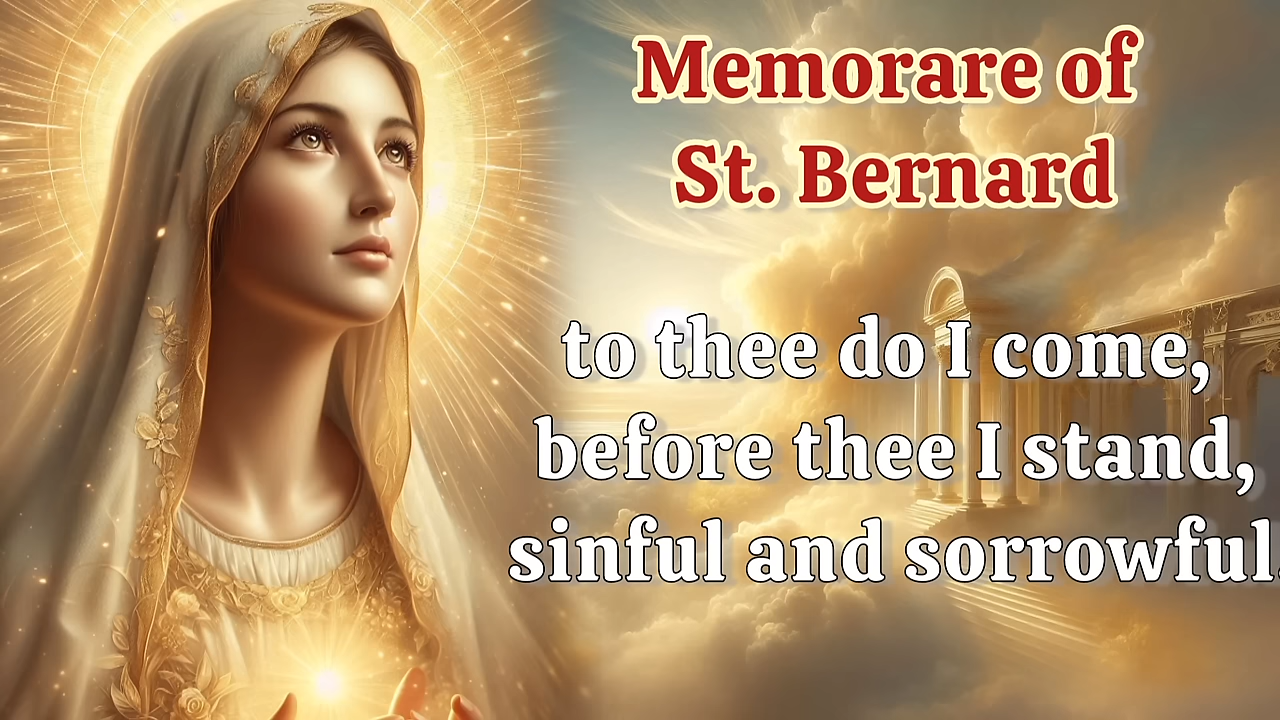 Memorare of
St. Bernard
to thee do I come,
before thee I stand,
sinful and sorrowful.